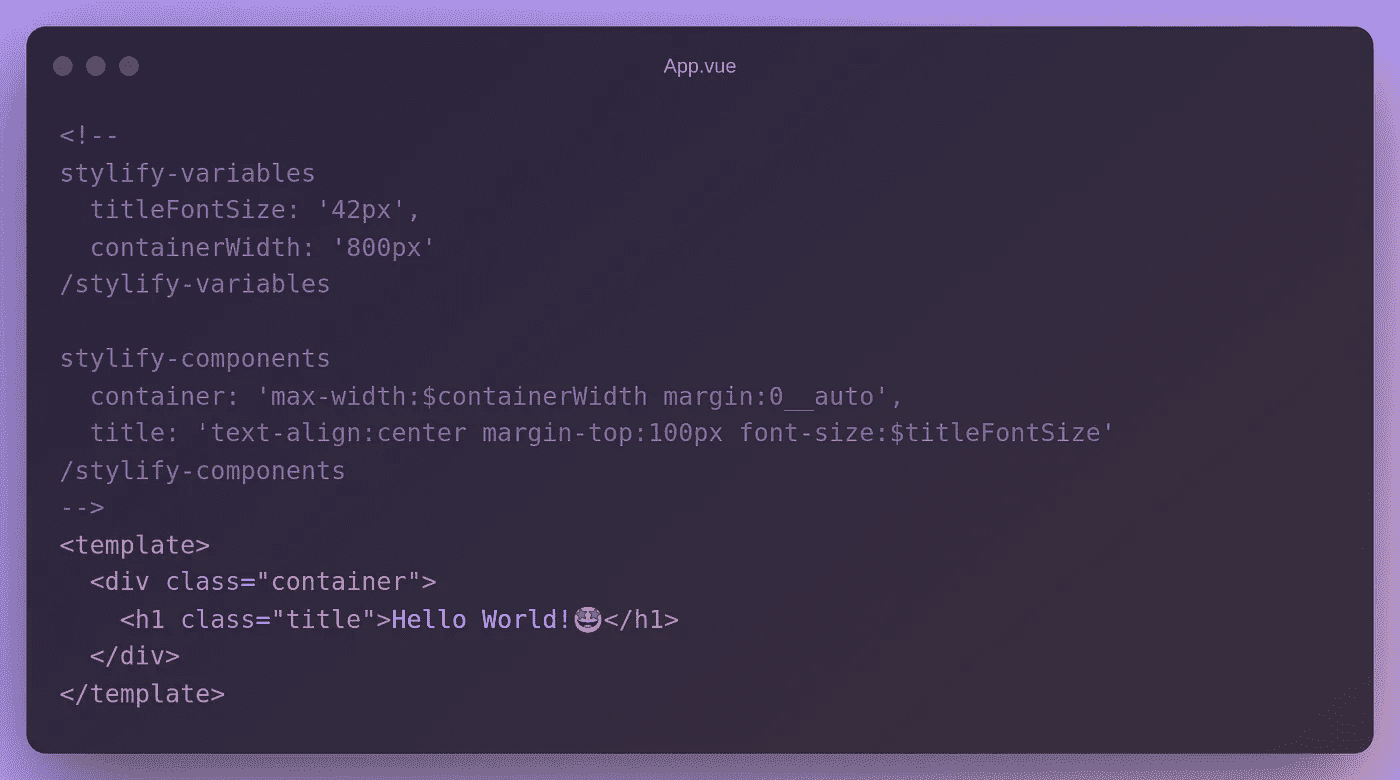 App.vue
<!--
stylify-variables
  titleFontSize: '42px',
  containerWidth: '800px'
/stylify-variables

stylify-components
  container: 'max-width:$containerWidth margin:0__auto',
  title: 'text-align:center margin-top:100px font-size:$titleFontSize'
/stylify-components
-->
<template>
  <div class="container">
    <h1 class="title">Hello World!🤩</h1>
  </div>
</template>